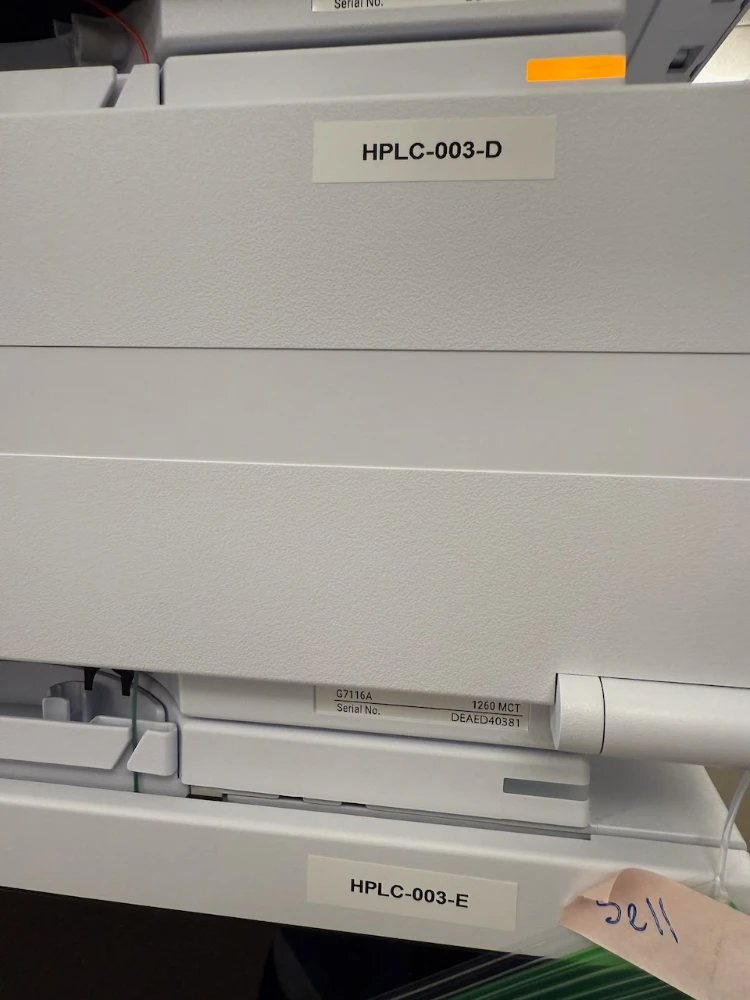 Serial No.
HPLC-003-D
G7116A 1260 MCT
Serial No. DEAED40381
HPLC-003-E
sell